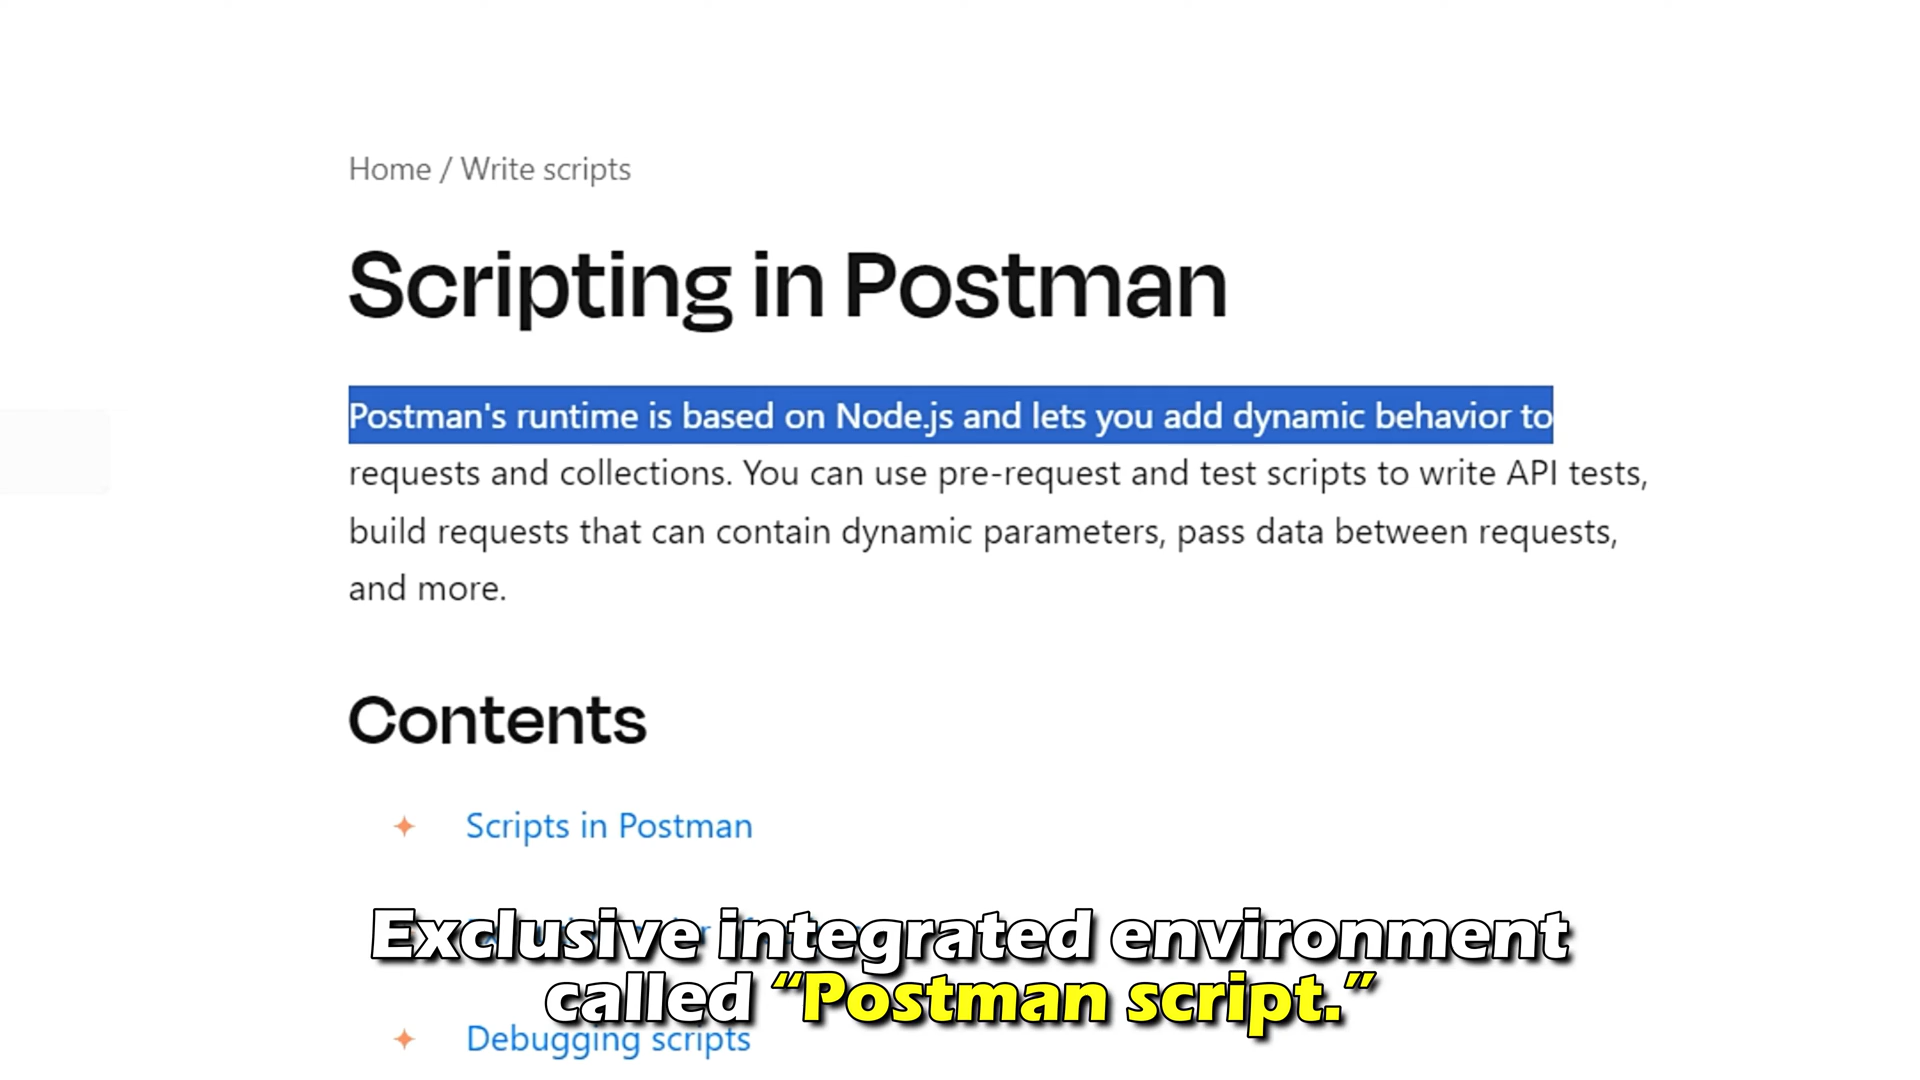 Home / Write scripts
Scripting in Postman
Postman's runtime is based on Node.js and lets you add dynamic behavior to
requests and collections. You can use pre-request and test scripts to write API tests,
build requests that can contain dynamic parameters, pass data between requests,
and more.
Contents
Scripts in Postman
Exclusive integrated environment
called “Postman script.”
Debugging scripts